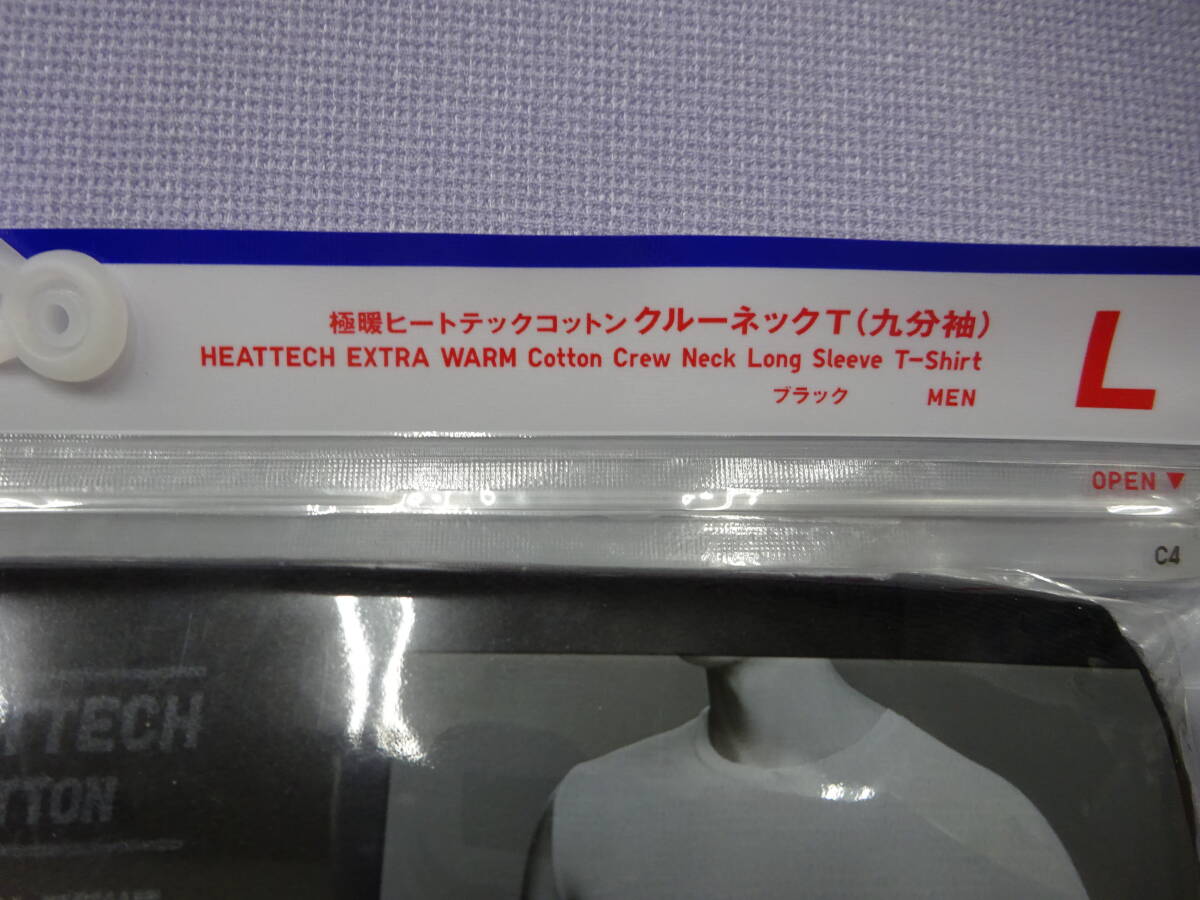 極暖ヒートテックコットン クルーネックT(九分袖)
HEATTECH EXTRA WARM Cotton Crew Neck Long Sleeve T-Shirt
ブラック MEN
L
OPEN ▼
C4